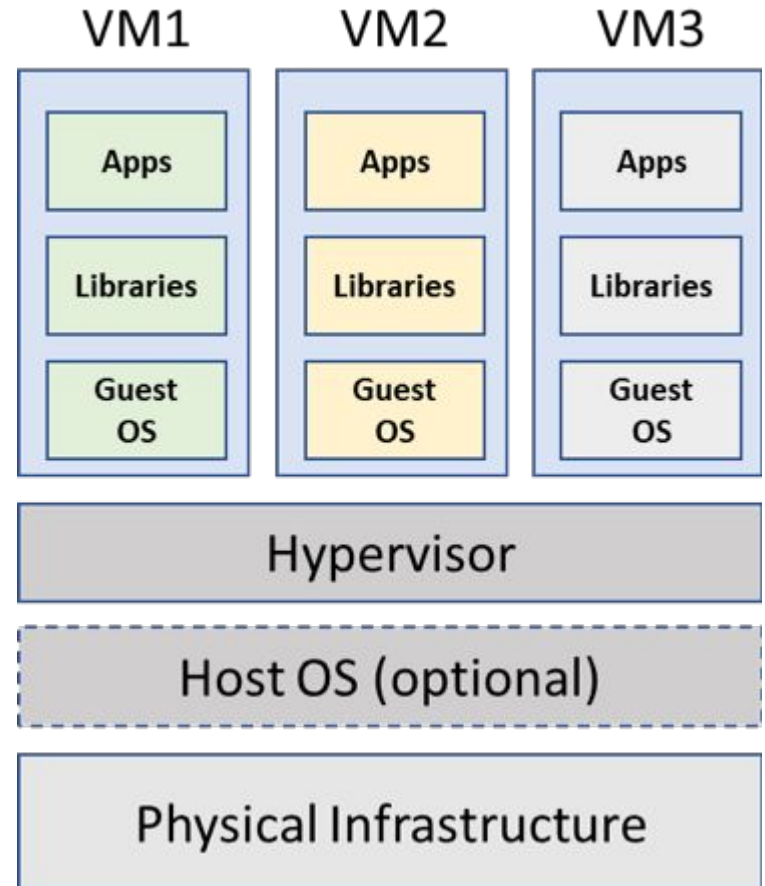 VM1 VM2 VM3
Apps Apps Apps
Libraries Libraries Libraries
Guest Guest Guest
OS OS OS
Hypervisor
Host OS (optional)
Physical Infrastructure